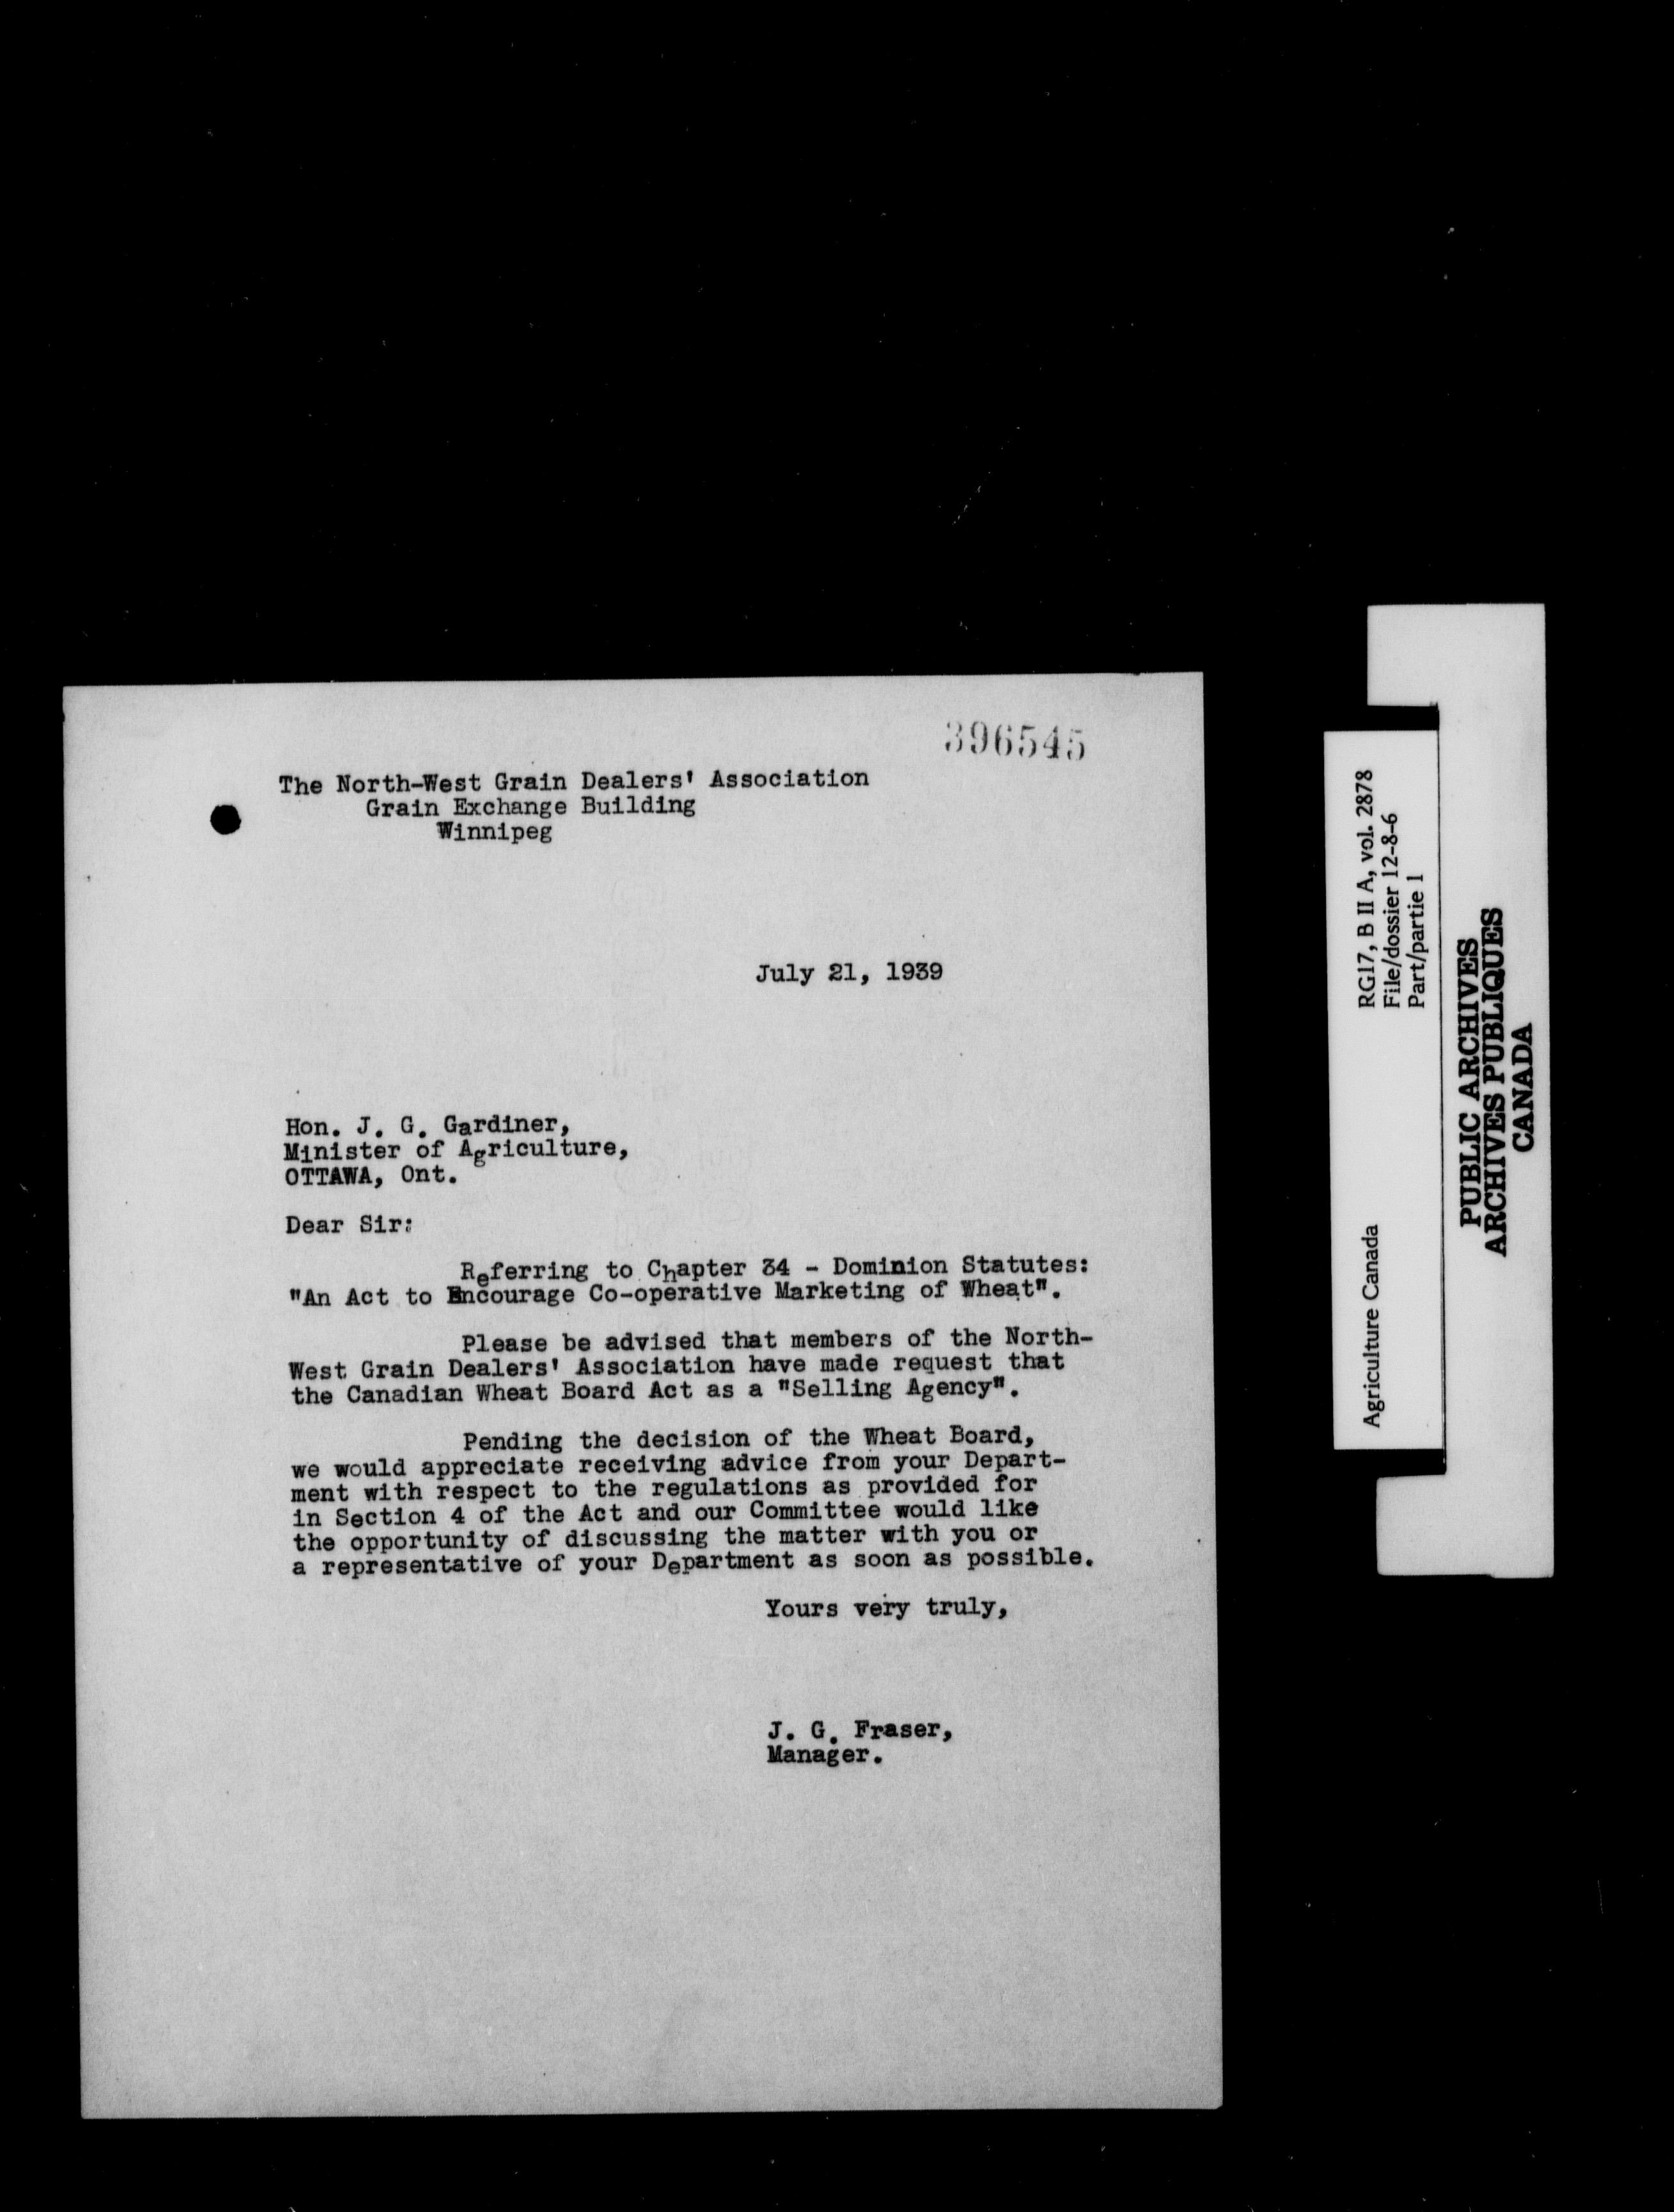 396545
The North-West Grain Dealers' Association
Grain Exchange Building
Winnipeg
July 21, 1939
Hon. J. G. Gardiner,
Minister of Agriculture,
OTTAWA, Ont.
Dear Sir:
Referring to Chapter 34 - Dominion Statutes:
"An Act to Encourage Co-operative Marketing of Wheat".
Please be advised that members of the North-
West Grain Dealers' Association have made request that
the Canadian Wheat Board Act as a "Selling Agency".
Pending the decision of the Wheat Board,
we would appreciate receiving advice from your Depart-
ment with respect to the regulations as provided for
in Section 4 of the Act and our Committee would like
the opportunity of discussing the matter with you or
a representative of your Department as soon as possible.
Yours very truly,
J. G. Fraser,
Manager.
Agriculture Canada
RG17, B II A, vol. 2878
File/dossier 12-8-6
Part/partie 1
PUBLIC ARCHIVES
ARCHIVES PUBLIQUES
CANADA